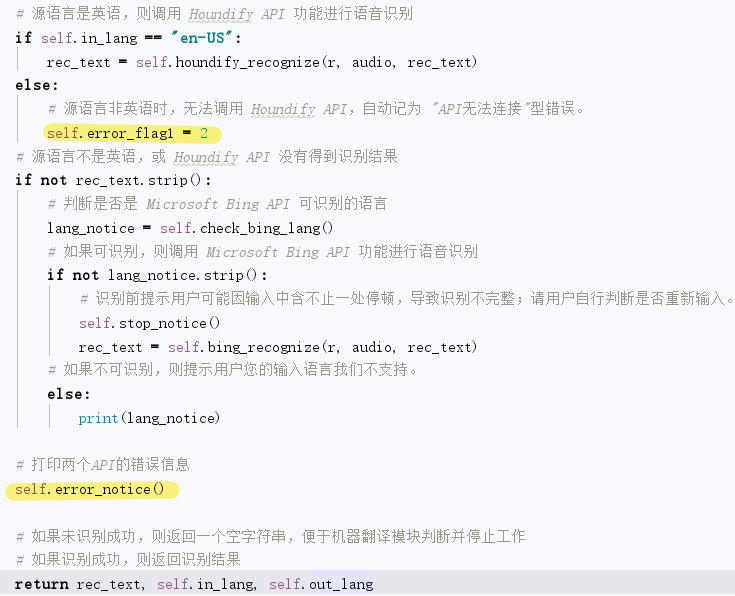 # 源语言是英语，则调用 Houndify API 功能进行语音识别
if self.in_lang == "en-US":
    rec_text = self.houndify_recognize(r, audio, rec_text)
else:
    # 源语言非英语时，无法调用 Houndify API，自动记为 "API无法连接"型错误。
    self.error_flag1 = 2
# 源语言不是英语，或 Houndify API 没有得到识别结果
if not rec_text.strip():
    # 判断是否是 Microsoft Bing API 可识别的语言
    lang_notice = self.check_bing_lang()
    # 如果可识别，则调用 Microsoft Bing API 功能进行语音识别
    if not lang_notice.strip():
        # 识别前提示用户可能因输入中含不止一处停顿，导致识别不完整；请用户自行判断是否重新输入。
        self.stop_notice()
        rec_text = self.bing_recognize(r, audio, rec_text)
    # 如果不可识别，则提示用户您的输入语言我们不支持。
    else:
        print(lang_notice)
# 打印两个API的错误信息
self.error_notice()
# 如果未识别成功，则返回一个空字符串，便于机器翻译模块判断并停止工作
# 如果识别成功，则返回识别结果
return rec_text, self.in_lang, self.out_lang